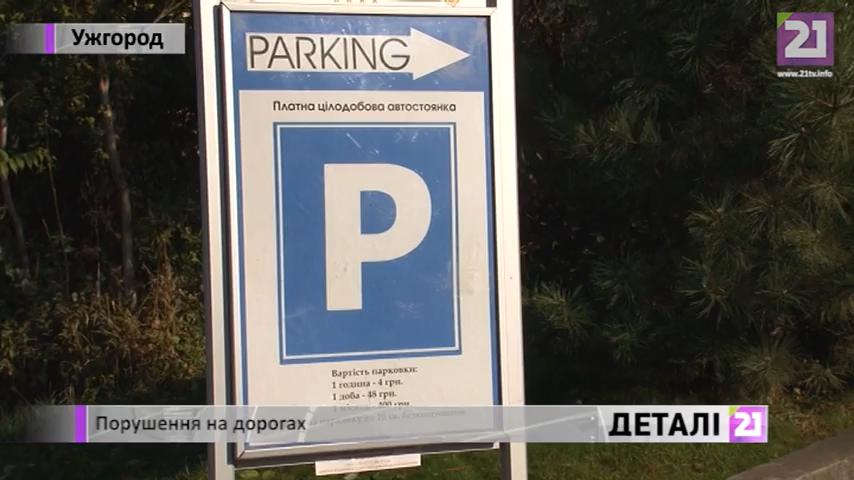 Ужгород
21
www.21tv.info
PARKING
Платна цілодобова автостоянка
P
Вартість парковки:
1 година - 4 грн.
1 доба - 48 грн.
Порушення на дорогах
ДЕТАЛІ 21